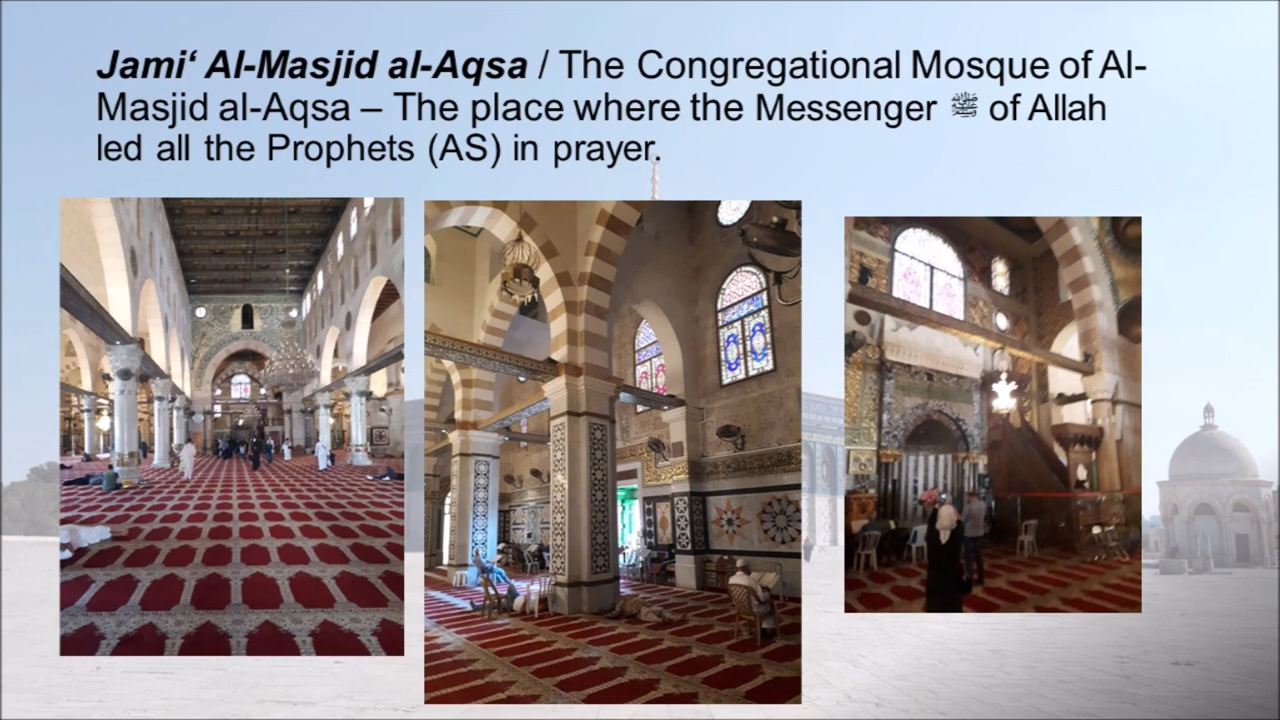 Jami‘ Al-Masjid al-Aqsa / The Congregational Mosque of Al-
Masjid al-Aqsa – The place where the Messenger ﷺ of Allah
led all the Prophets (AS) in prayer.